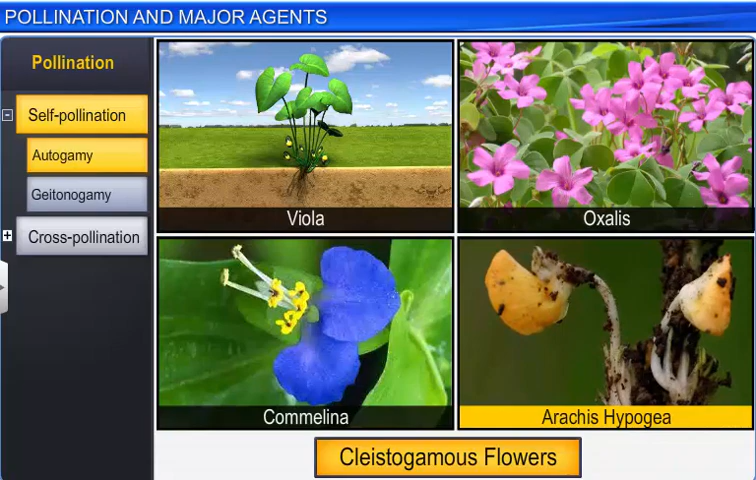 POLLINATION AND MAJOR AGENTS
Pollination
Self-pollination
Autogamy
Geitonogamy
Cross-pollination
Viola
Oxalis
Commelina
Arachis Hypogea
Cleistogamous Flowers